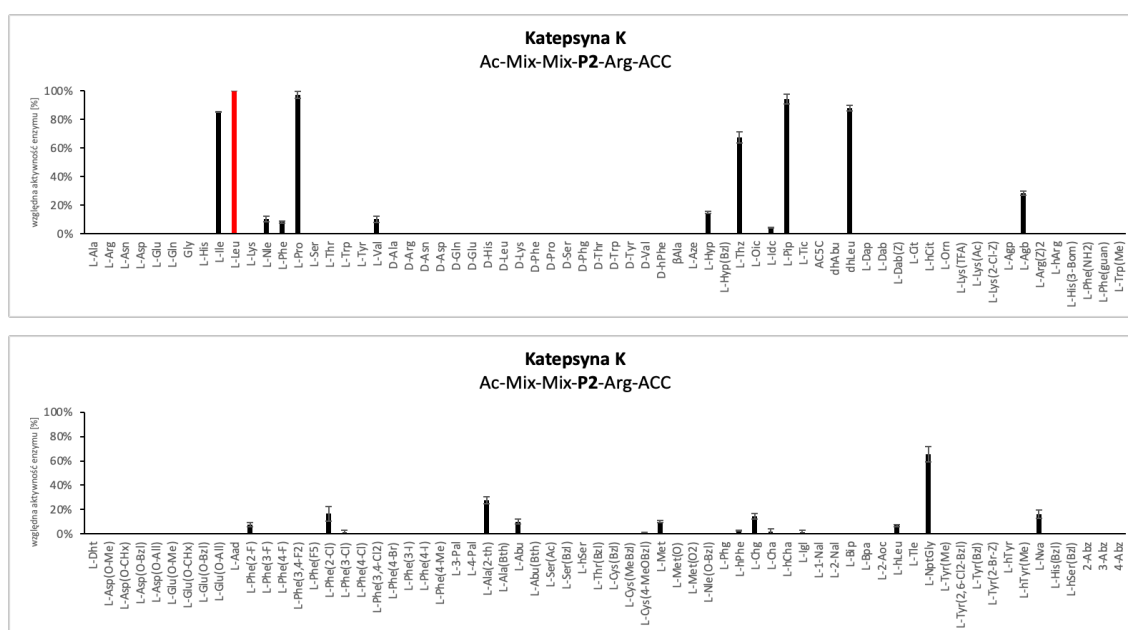 Katepsyna K
Ac-Mix-Mix-P2-Arg-ACC
względna aktywność enzymu [%]
100%
80%
60%
40%
20%
0%
L-Ala
L-Arg
L-Asn
L-Asp
L-Glu
L-Gln
Gly
L-His
L-Ile
L-Leu
L-Lys
L-Nle
L-Phe
L-Pro
L-Ser
L-Thr
L-Trp
L-Tyr
L-Val
D-Ala
D-Arg
D-Asn
D-Asp
D-Gln
D-Glu
D-His
D-Leu
D-Lys
D-Phe
D-Pro
D-Ser
D-Phg
D-Thr
D-Trp
D-Tyr
D-Val
D-hPhe
βAla
L-Aze
L-Hyp
L-Hyp(Bzl)
L-Thz
L-Oic
L-Idc
L-Pip
L-Tic
AC5C
dhAbu
dhLeu
L-Dap
L-Dab
L-Dab(Z)
L-Cit
L-hCit
L-Orn
L-Lys(TFA)
L-Lys(Ac)
L-Lys(2-Cl-Z)
L-Agp
L-Agb
L-Arg(Z)2
L-hArg
L-His(3-Bom)
L-Phe(NH2)
L-Phe(guan)
L-Trp(Me)
Katepsyna K
Ac-Mix-Mix-P2-Arg-ACC
względna aktywność enzymu [%]
100%
80%
60%
40%
20%
0%
L-Dht
L-Asp(O-Me)
L-Asp(O-CHx)
L-Asp(O-Bzl)
L-Asp(O-All)
L-Glu(O-Me)
L-Glu(O-CHx)
L-Glu(O-Bzl)
L-Glu(O-All)
L-Aad
L-Phe(2-F)
L-Phe(3-F)
L-Phe(4-F)
L-Phe(3,4-F2)
L-Phe(F5)
L-Phe(2-Cl)
L-Phe(3-Cl)
L-Phe(4-Cl)
L-Phe(3,4-Cl2)
L-Phe(4-Br)
L-Phe(3-I)
L-Phe(4-I)
L-Phe(4-Me)
L-3-Pal
L-4-Pal
L-Ala(2-th)
L-Ala(Bth)
L-Abu
L-Abu(Bth)
L-Ser(Ac)
L-Ser(Bzl)
L-hSer
L-Thr(Bzl)
L-Cys(Bzl)
L-Cys(MeBzl)
L-Cys(4-MeOBzl)
L-Met
L-Met(O)
L-Met(O2)
L-Nle(O-Bzl)
L-Phg
L-hPhe
L-Chg
L-Cha
L-hCha
L-Igl
L-1-Nal
L-2-Nal
L-Bip
L-Bpa
L-2-Aoc
L-hLeu
L-Tle
L-NptGly
L-Tyr(Me)
L-Tyr(2,6-Cl2-Bzl)
L-Tyr(Bzl)
L-Tyr(2-Br-Z)
L-hTyr
L-hTyr(Me)
L-Nva
L-His(Bzl)
L-hSer(Bzl)
2-Abz
3-Abz
4-Abz